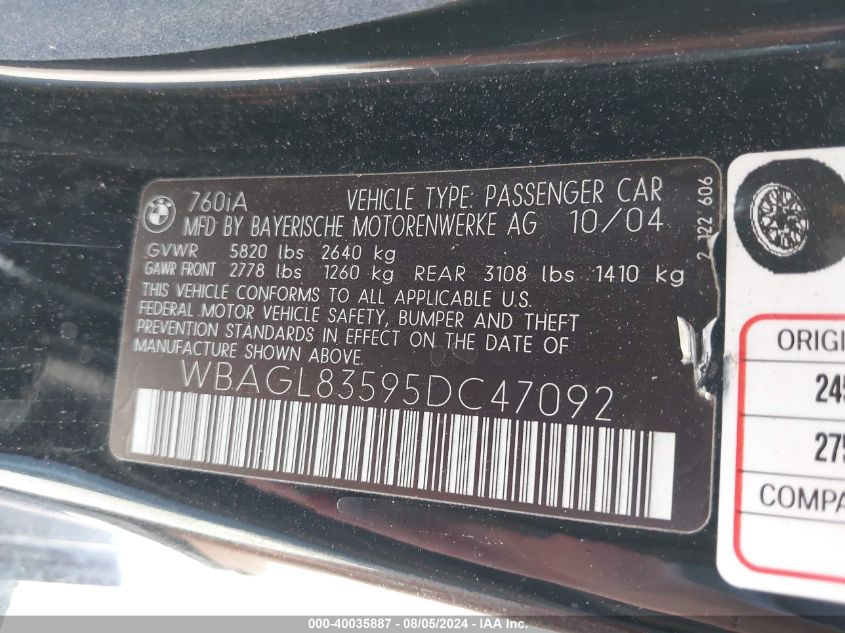 760iA VEHICLE TYPE: PASSENGER CAR
MFD BY BAYERISCHE MOTORENWERKE AG 10/04
GVWR 5820 lbs 2640 kg
GAWR FRONT 2778 lbs 1260 kg REAR 3108 lbs 1410 kg
THIS VEHICLE CONFORMS TO ALL APPLICABLE U.S.
FEDERAL MOTOR VEHICLE SAFETY, BUMPER AND THEFT
PREVENTION STANDARDS IN EFFECT ON THE DATE OF
MANUFACTURE SHOWN ABOVE.
WBAGL83595DC47092
122 606
ORIGI
245
275
COMPA
000-40035887 - 08/05/2024 - IAAI.COM